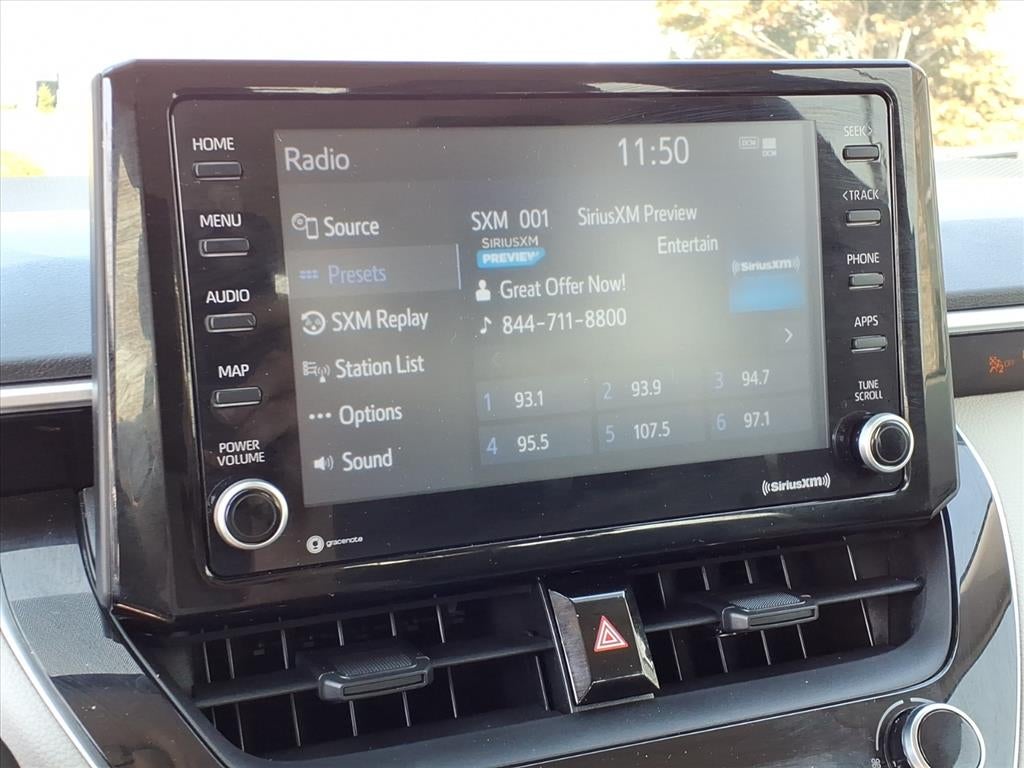 HOME
MENU
AUDIO
MAP
POWER
VOLUME
Radio
11:50
DCM
DCM
Source
Presets
SXM Replay
Station List
Options
Sound
SXM 001
SiriusXM Preview
SIRIUSXM
PREVIEW
Entertain
SiriusXM
Great Offer Now!
844-711-8800
1 93.1
2 93.9
3 94.7
4 95.5
5 107.5
6 97.1
SEEK>
<TRACK
PHONE
APPS
TUNE
SCROLL
gracenote
SiriusXM
OFF